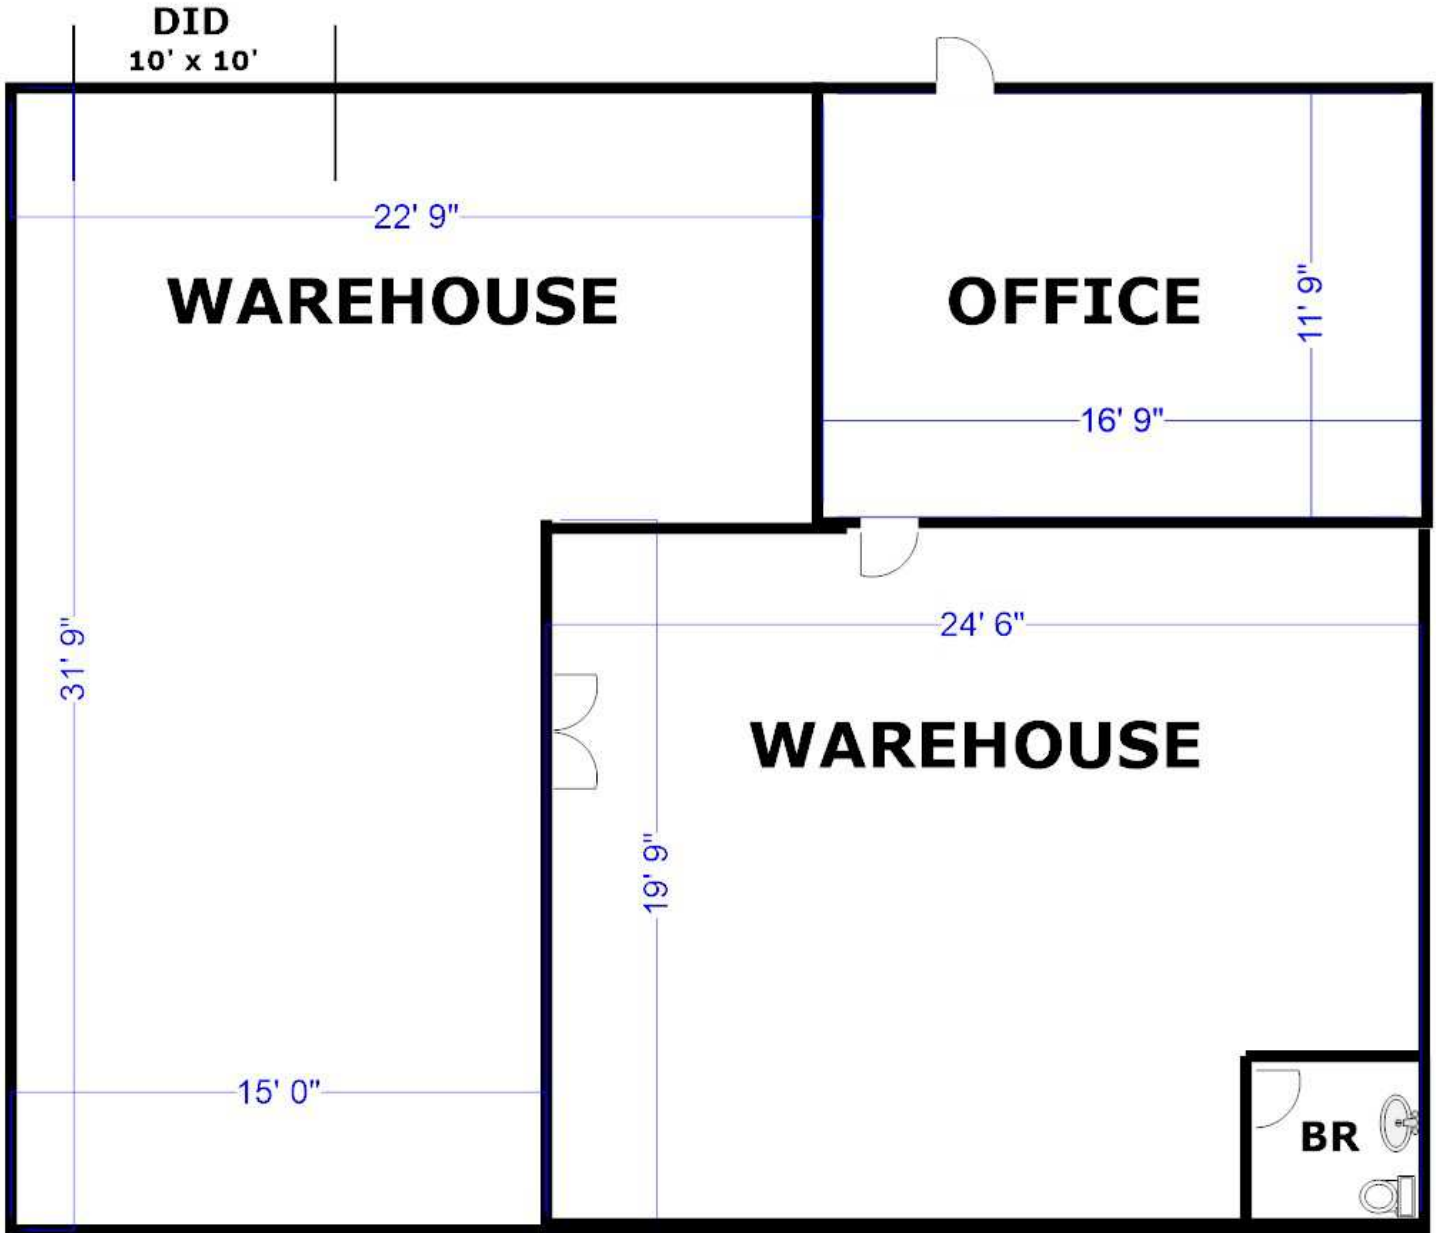 DID
10' x 10'
22' 9"
WAREHOUSE
OFFICE
11' 9"
16' 9"
31' 9"
24' 6"
WAREHOUSE
19' 9"
15' 0"
BR